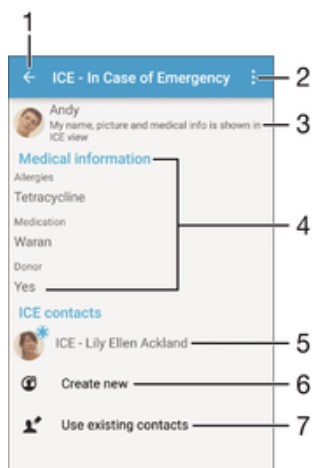 1
ICE - In Case of Emergency
2
Andy
My name, picture and medical info is shown in
ICE view
3
Medical information
Allergies
Tetracycline
Medication
Waran
4
Donor
Yes
ICE contacts
ICE - Lily Ellen Ackland
5
Create new
6
Use existing contacts
7